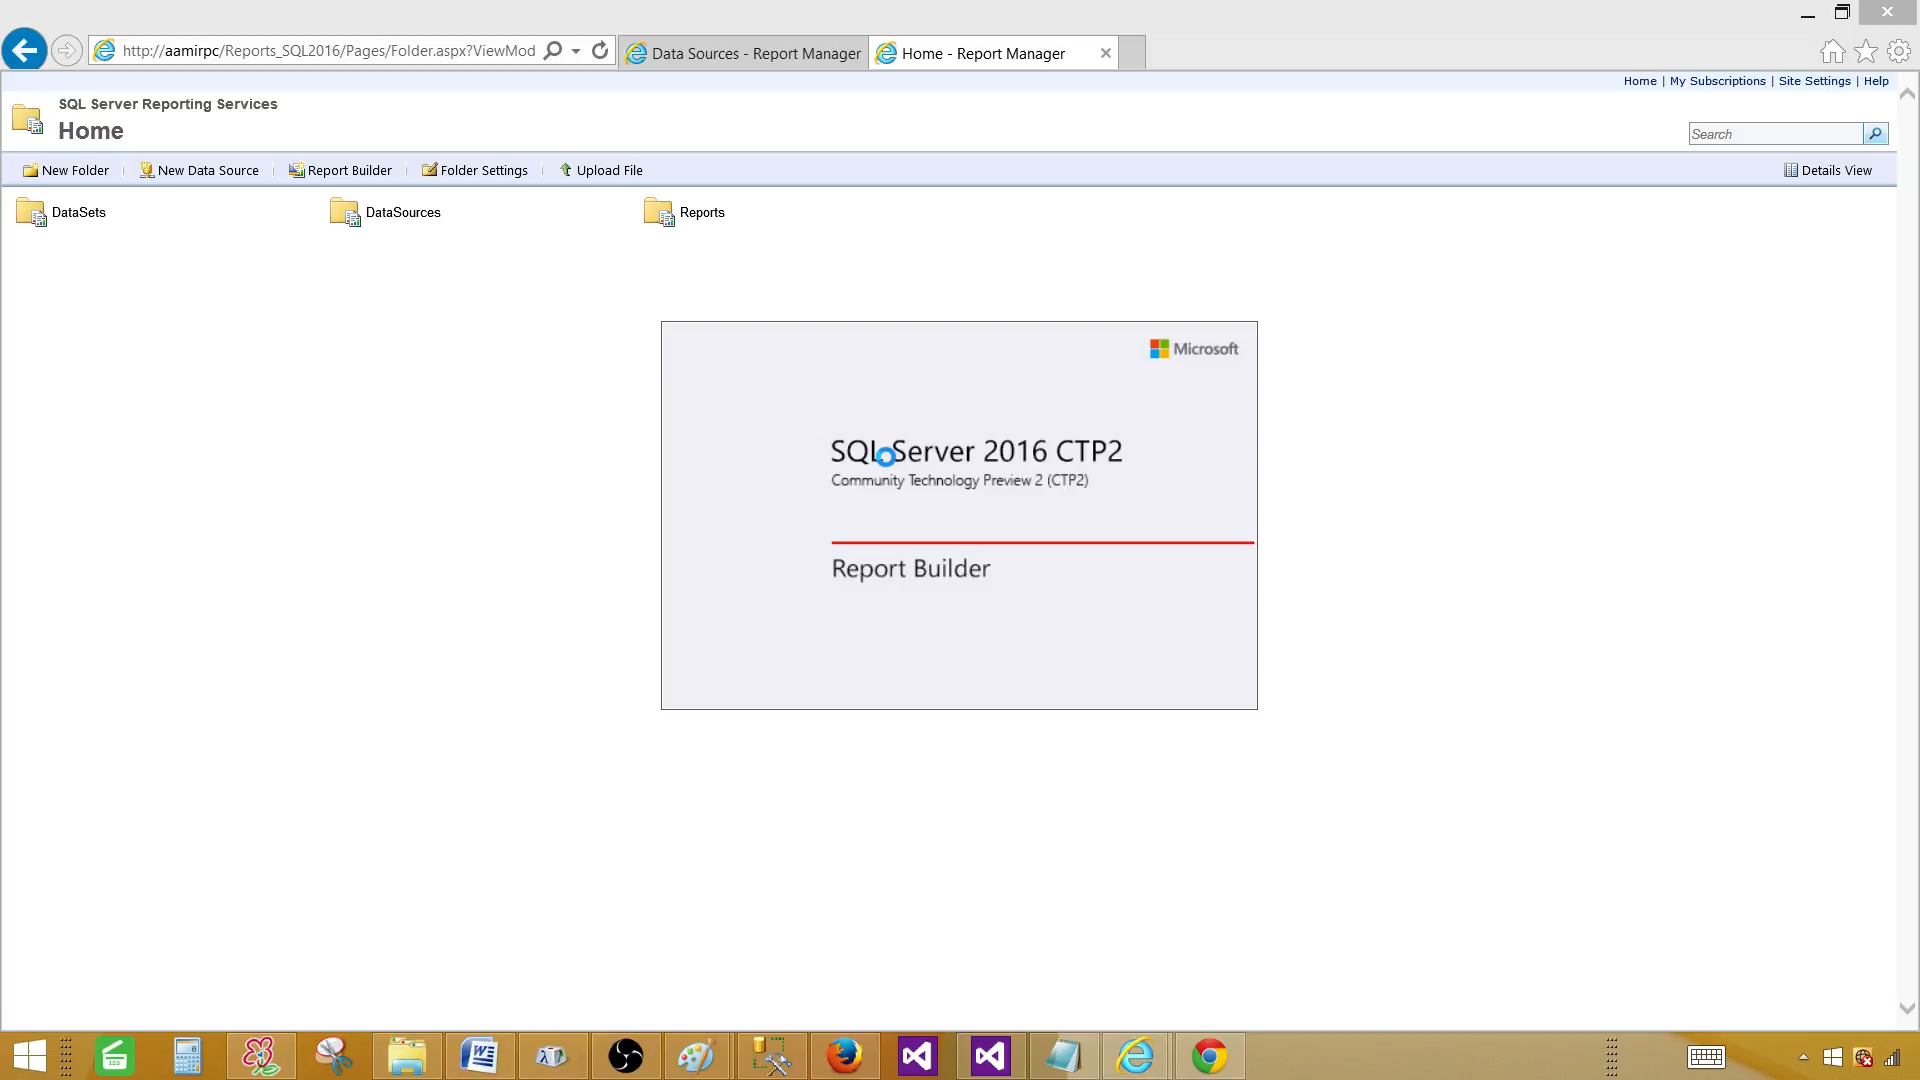 http://aamirpc/Reports_SQL2016/Pages/Folder.aspx?ViewMod
Data Sources - Report Manager
Home - Report Manager
Home | My Subscriptions | Site Settings | Help
SQL Server Reporting Services
Home
Search
New Folder
New Data Source
Report Builder
Folder Settings
Upload File
Details View
DataSets
DataSources
Reports
Microsoft
SQL Server 2016 CTP2
Community Technology Preview 2 (CTP2)
Report Builder